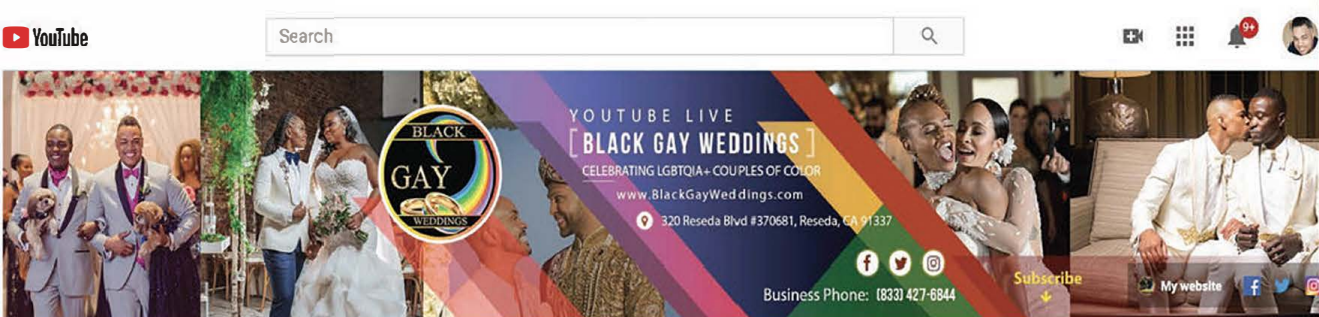 YouTube
Search
9+
BLACK
GAY
WEDDINGS
YOUTUBE LIVE
[BLACK GAY WEDDINGS]
CELEBRATING LGBTQIA+ COUPLES OF COLOR
www.BlackGayWeddings.com
320 Reseda Blvd #370681, Reseda, CA 91337
Business Phone: (833) 427-6844
Subscribe
My website